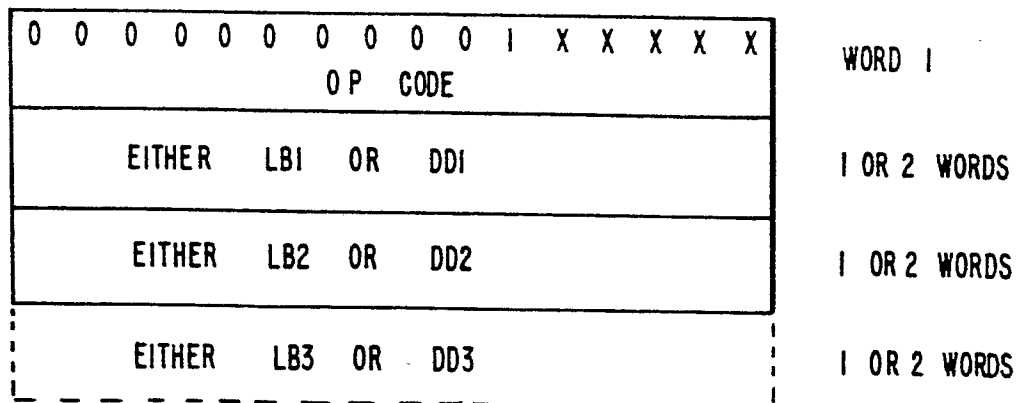 0 0 0 0 0 0 0 0 0 0 1 X X X X X
OP CODE
WORD 1
EITHER LB1 OR DD1
1 OR 2 WORDS
EITHER LB2 OR DD2
1 OR 2 WORDS
EITHER LB3 OR DD3
1 OR 2 WORDS